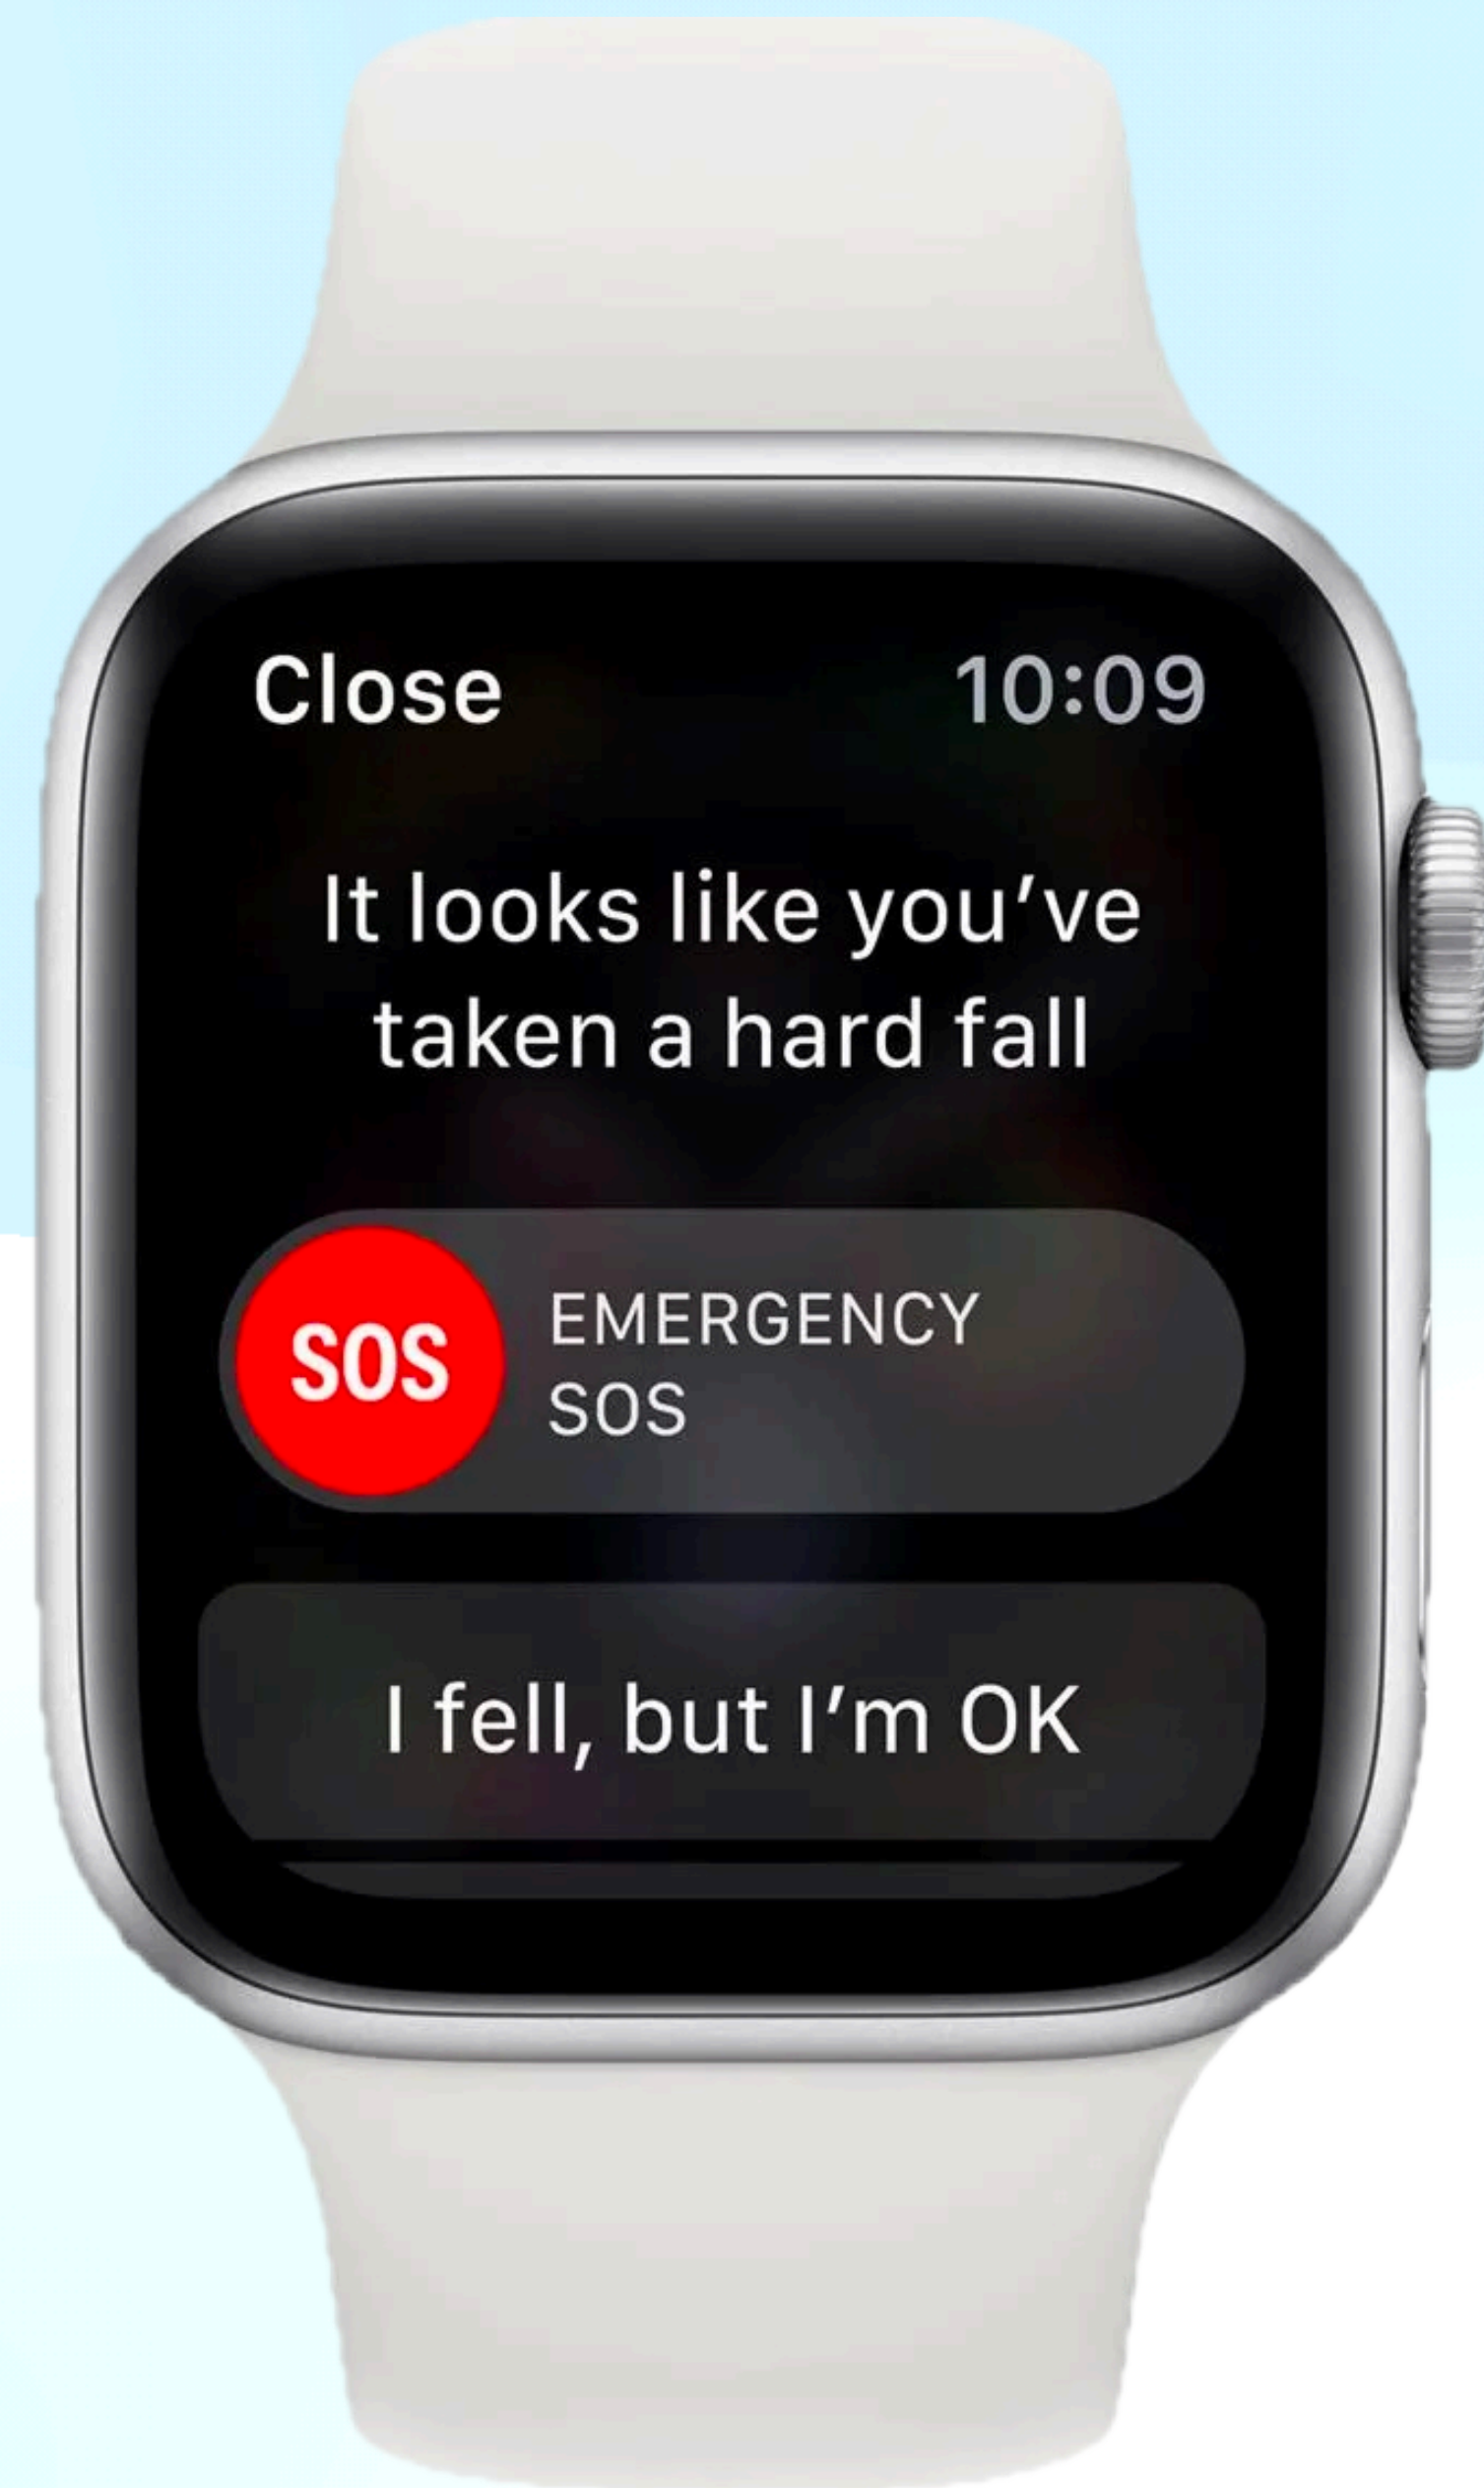 Close 10:09
It looks like you’ve
taken a hard fall
SOS EMERGENCY
SOS
I fell, but I’m OK